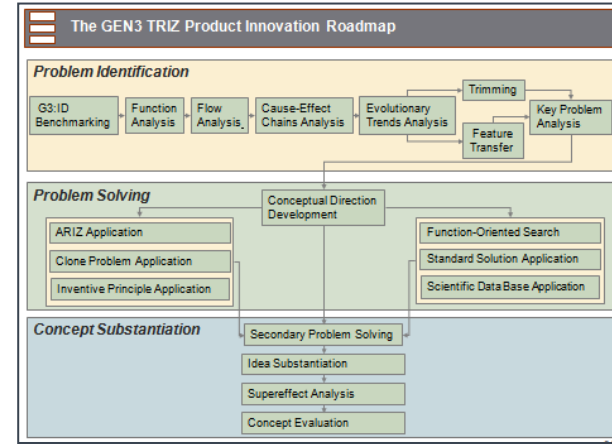 The GEN3 TRIZ Product Innovation Roadmap
Problem Identification
G3:ID
Benchmarking
Function
Analysis
Flow
Analysis.
Cause-Effect
Chains Analysis
Evolutionary
Trends Analysis
Trimming
Feature
Transfer
Key Problem
Analysis
Problem Solving
Conceptual Direction
Development
ARIZ Application
Clone Problem Application
Inventive Principle Application
Function-Oriented Search
Standard Solution Application
Scientific DataBase Application
Concept Substantiation
Secondary Problem Solving
Idea Substantiation
Supereffect Analysis
Concept Evaluation